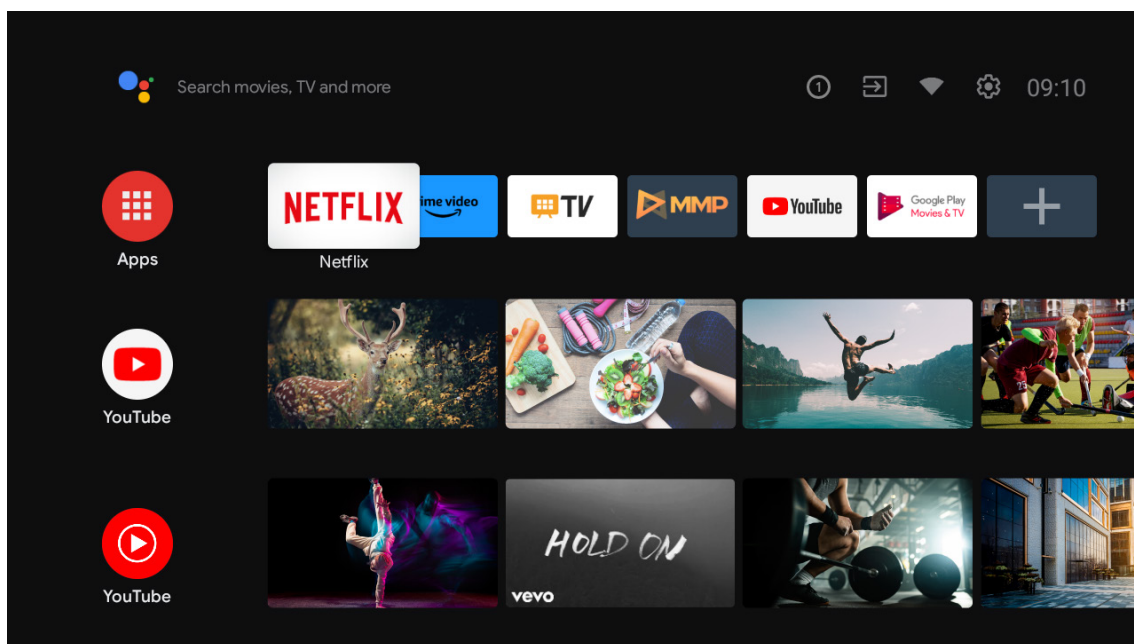 Search movies, TV and more
1
09:10
NETFLIX
ime video
TV
MMP
YouTube
Google Play
Movies & TV
Apps
Netflix
YouTube
HOLD ON
vevo
YouTube